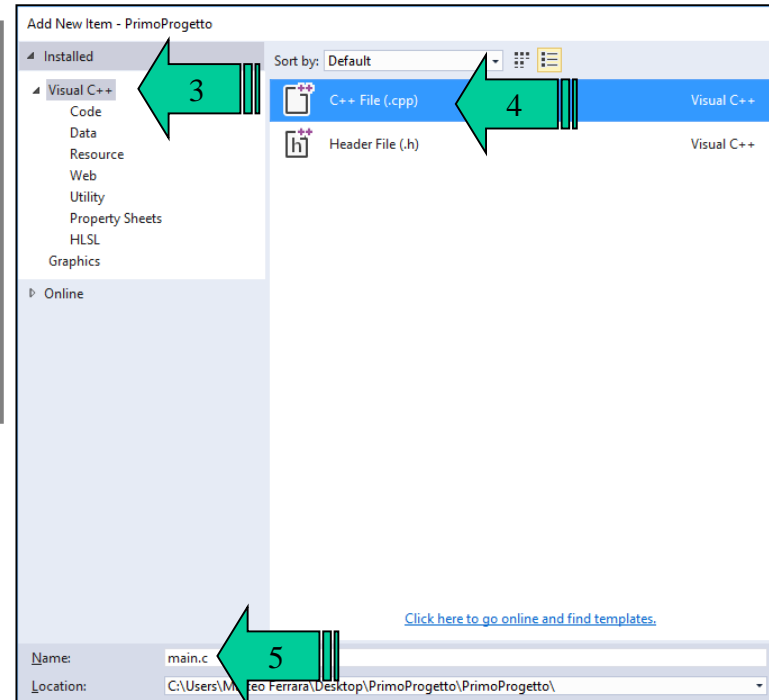 Add New Item - PrimoProgetto
Installed
Sort by: Default
Visual C++
3
Code
Data
Resource
Web
Utility
Property Sheets
HLSL
Graphics
Online
C++ File (.cpp)
4
Visual C++
Header File (.h)
Visual C++
Click here to go online and find templates.
Name: main.c
5
Location: C:\Users\ Ferrara\Desktop\PrimoProgetto\PrimoProgetto\